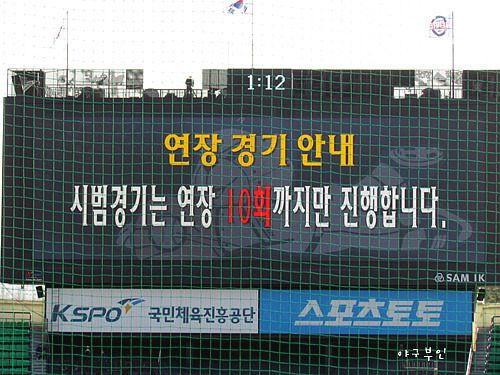 1:12
연장 경기 안내
시범경기는 연장 10회까지만 진행합니다.
SAM IK
KSPO 국민체육진흥공단
스포츠토토
야구부인